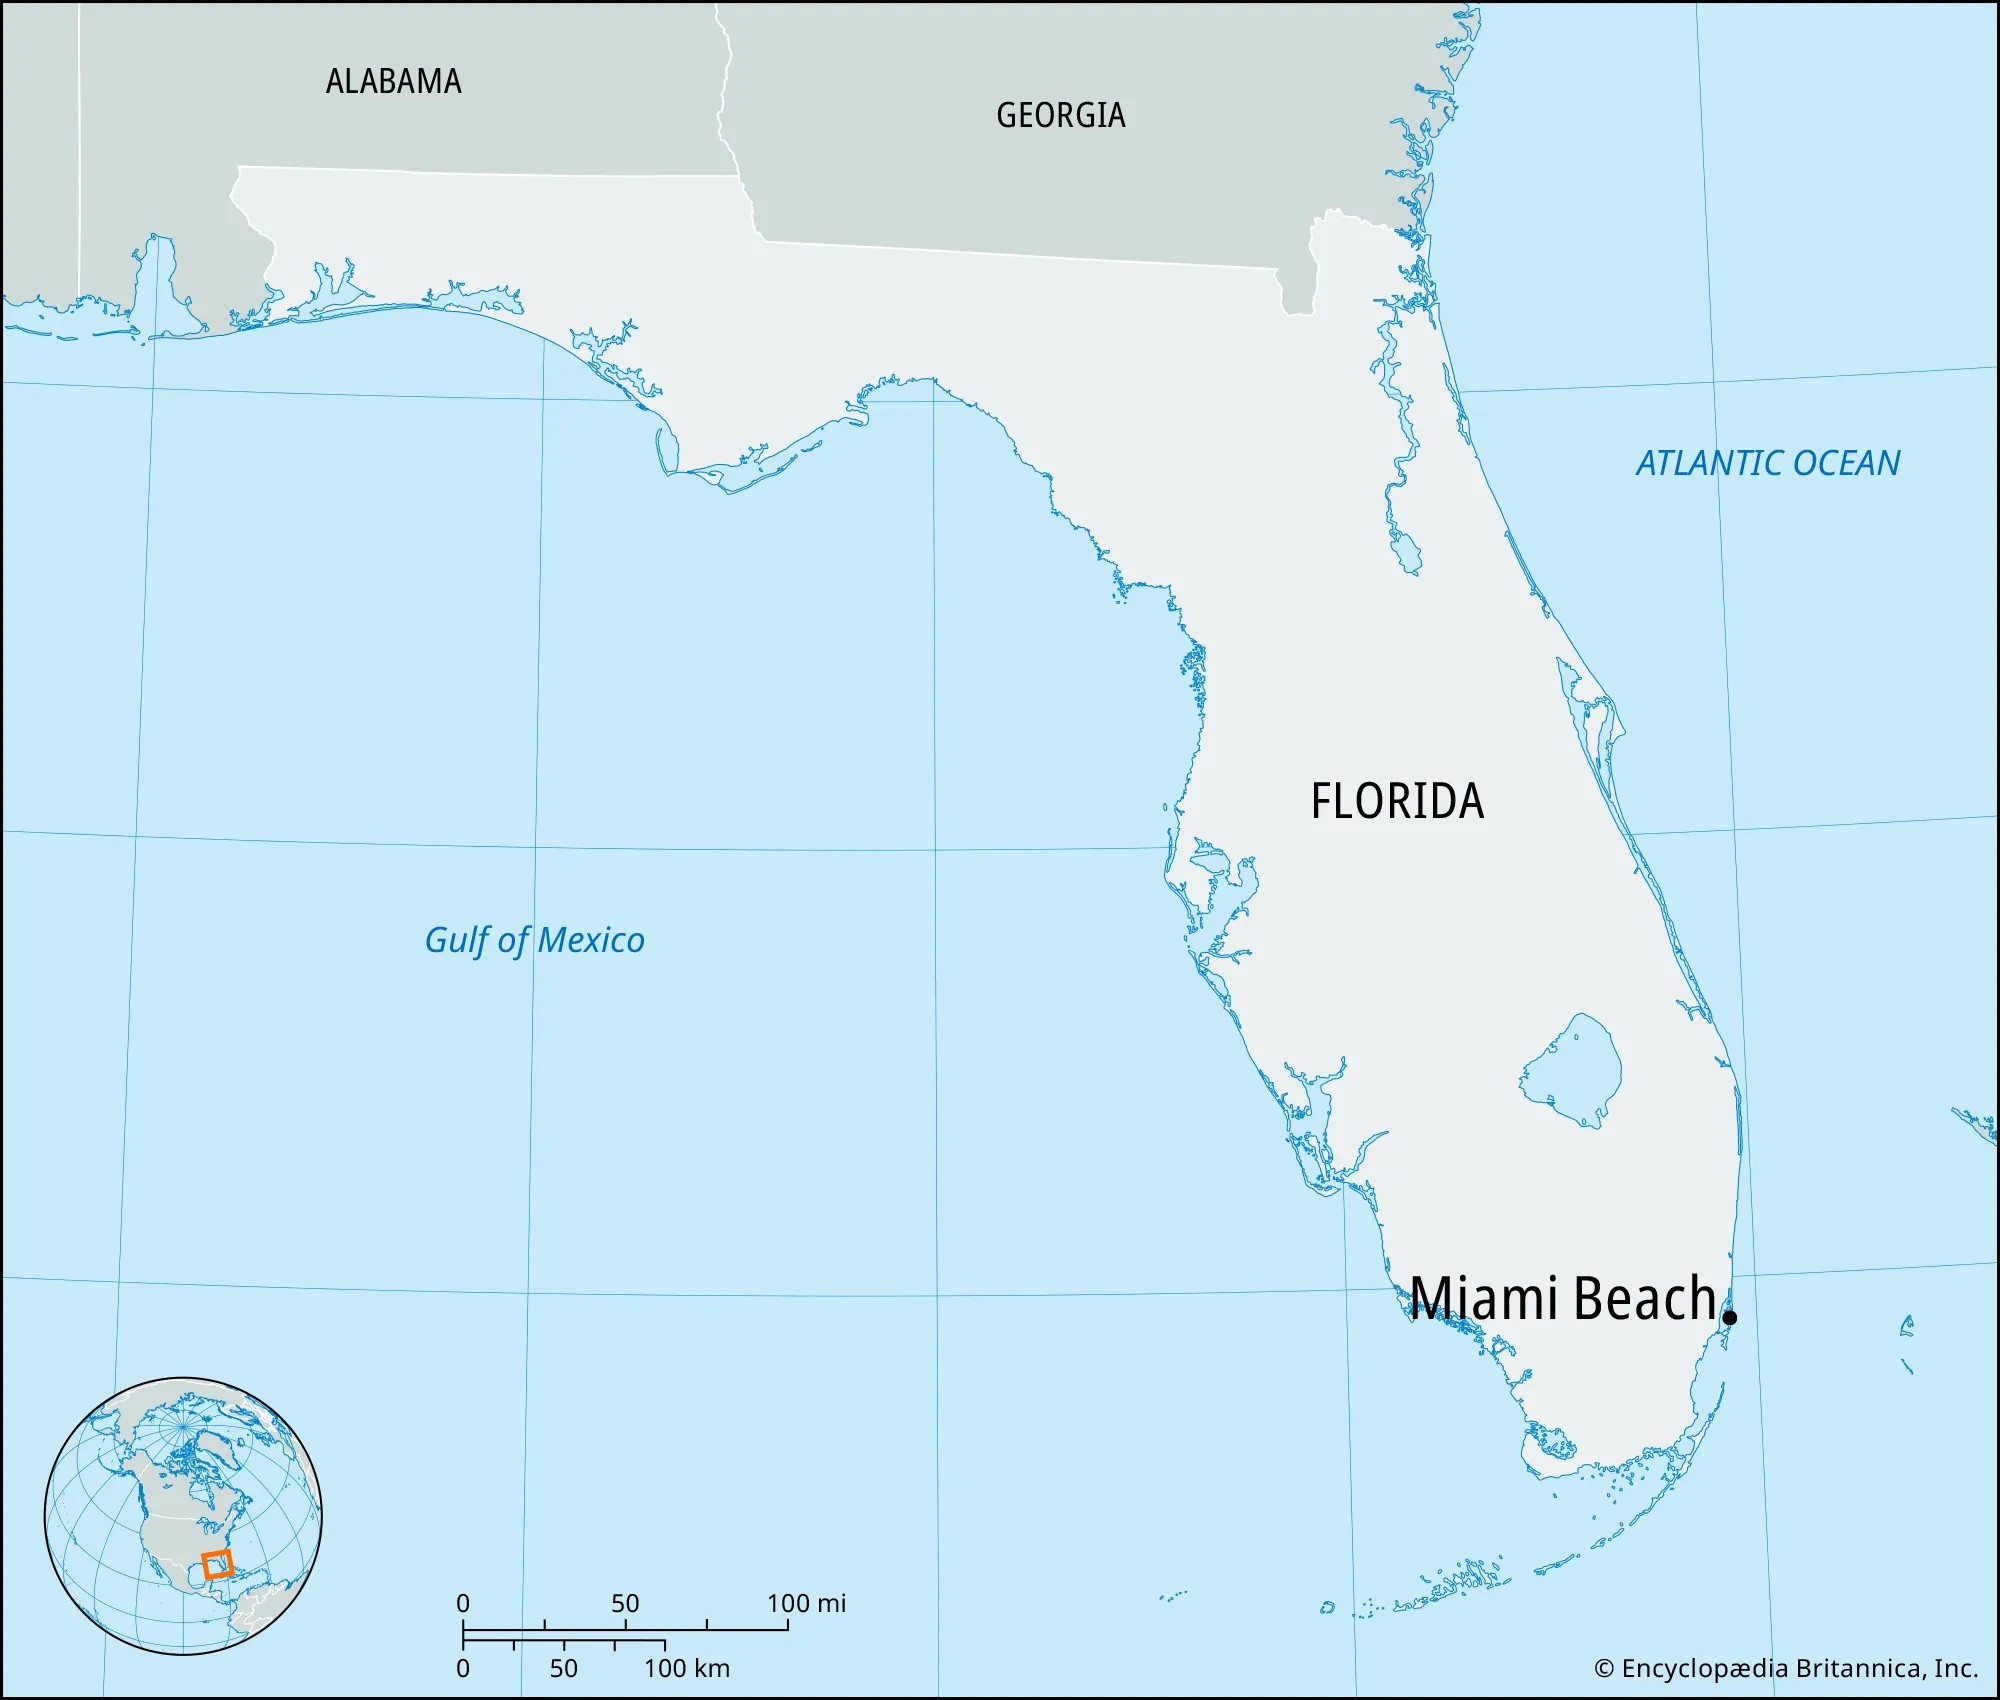 ALABAMA
GEORGIA
ATLANTIC OCEAN
FLORIDA
Gulf of Mexico
Miami Beach
0 50 100 mi
0 50 100 km
© Encyclopædia Britannica, Inc.